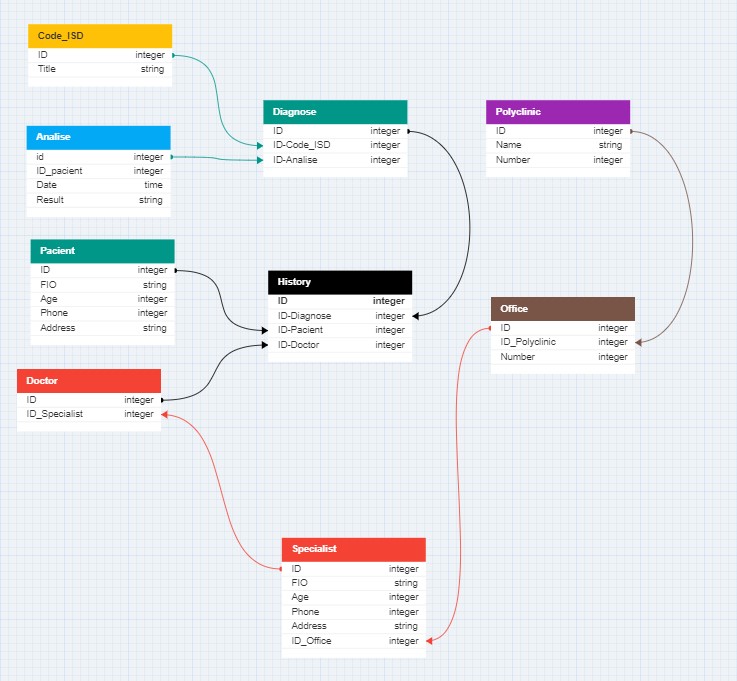 Code_ISD
ID integer
Title string
Diagnose
ID integer
ID-Code_ISD integer
ID-Analise integer
Polyclinic
ID integer
Name string
Number integer
Analise
id integer
ID_pacient integer
Date time
Result string
Pacient
ID integer
FIO string
Age integer
Phone integer
Address string
History
ID integer
ID-Diagnose integer
ID-Pacient integer
ID-Doctor integer
Office
ID integer
ID_Polyclinic integer
Number integer
Doctor
ID integer
ID_Specialist integer
Specialist
ID integer
FIO string
Age integer
Phone integer
Address string
ID_Office integer